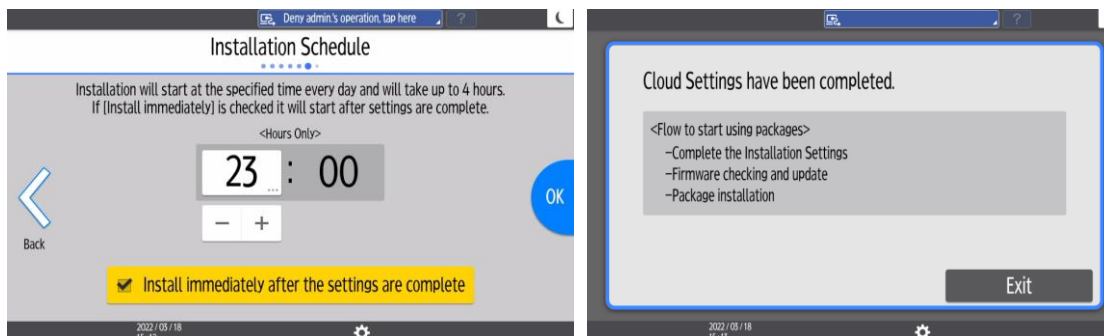 Deny admin.'s operation, tap here
?
Installation Schedule
Installation will start at the specified time every day and will take up to 4 hours.
If [Install immediately] is checked it will start after settings are complete.
<Hours Only>
23 ... : 00
− +
Back
OK
Install immediately after the settings are complete
2022 / 03 / 18
?
Cloud Settings have been completed.
<Flow to start using packages>
−Complete the Installation Settings
−Firmware checking and update
−Package installation
Exit
2022 / 03 / 18